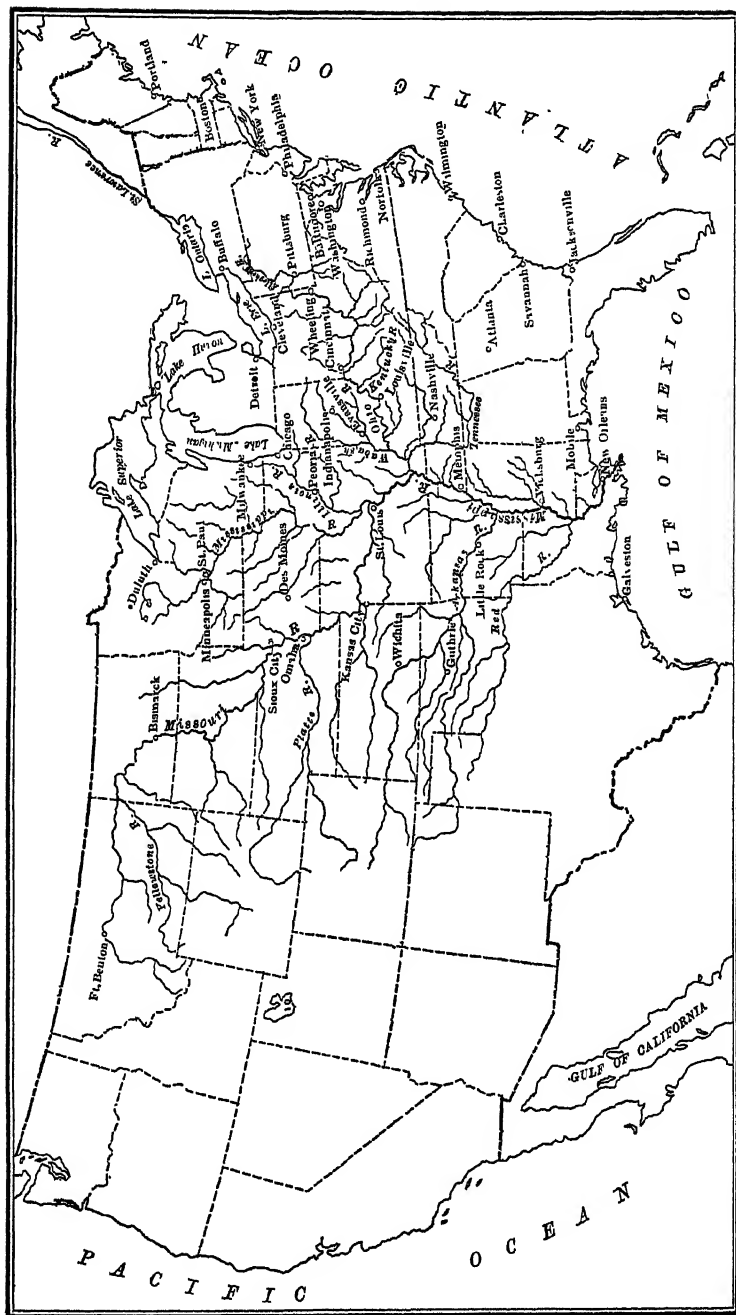 PACIFIC
OCEAN
GULF OF CALIFORNIA
Ft. Benton
Yellowstone
R.
Bismarck
Missouri
Sioux City
Omaha
R
Platte
R.
Kansas City
Wichita
Guthrie
Arkansas
R.
Little Rock
Red
R.
Galveston
Duluth
Minneapolis
St. Paul
Mississippi
Des Moines
St. Louis
R
Lake Superior
Milwaukee
R.
Illinois
Chicago
Peoria
Indianapolis
Wabash
R.
Lake Michigan
Lake
Detroit
L. Erie
Cleveland
Wheeling
Cincinnati
Evansville
Ohio
R.
Kentucky R
Louisville
Nashville
Tennessee
Memphis
R.
Vicksburg
Mobile
New Orleans
GULF OF MEXICO
Atlanta
Savannah
Jacksonville
Charleston
Wilmington
Norfolk
Richmond
Washington
Baltimore
Pittsburg
Philadelphia
New York
Buffalo
L. Ontario
St. Lawrence
R.
Boston
Portland
ATLANTIC
OCEAN